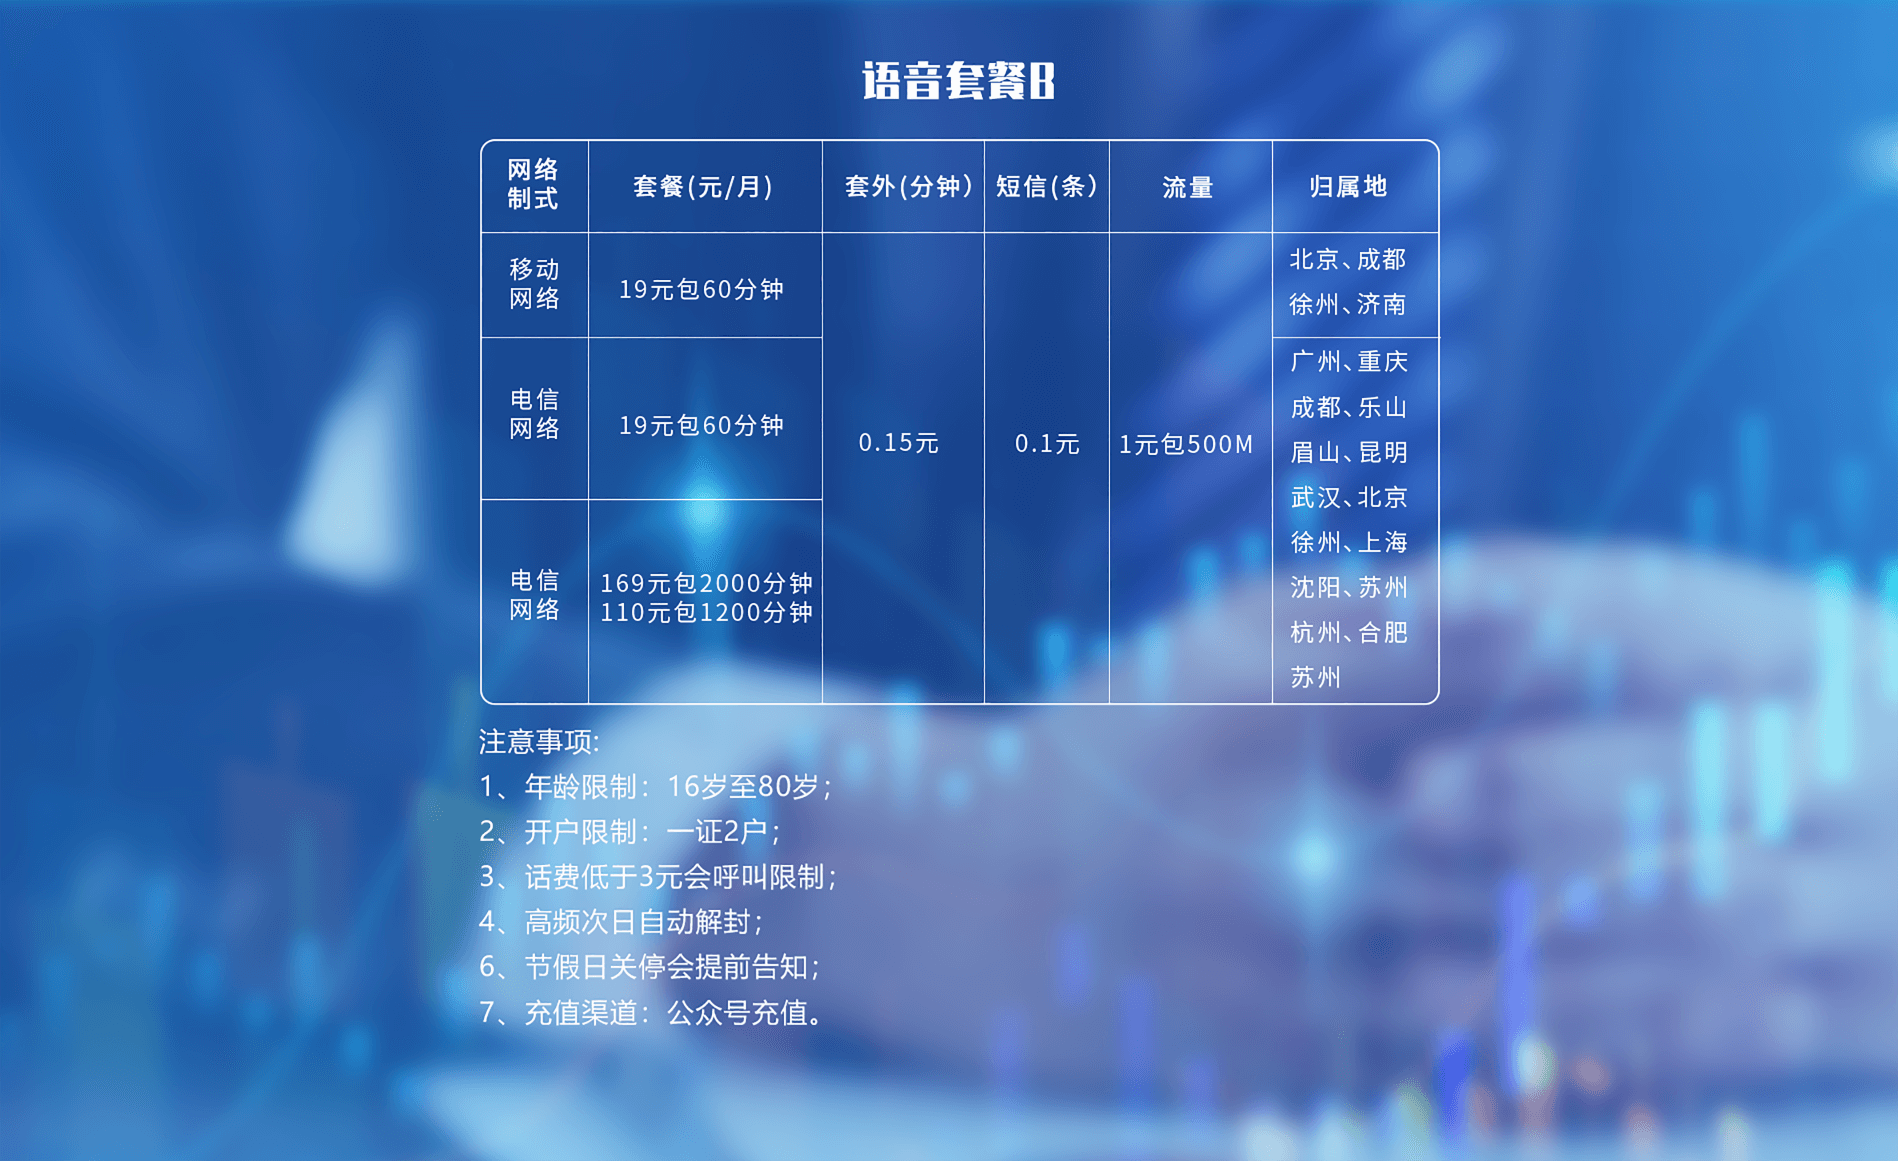 语音套餐B
网络
制式
套餐(元/月)
套外(分钟)
短信(条)
流量
归属地
移动
网络
19元包60分钟
北京、成都
徐州、济南
电信
网络
19元包60分钟
0.15元
0.1元
1元包500M
广州、重庆
成都、乐山
眉山、昆明
武汉、北京
徐州、上海
沈阳、苏州
杭州、合肥
苏州
电信
网络
169元包2000分钟
110元包1200分钟
注意事项:
1、年龄限制：16岁至80岁；
2、开户限制：一证2户；
3、话费低于3元会呼叫限制；
4、高频次日自动解封；
6、节假日关停会提前告知；
7、充值渠道：公众号充值。